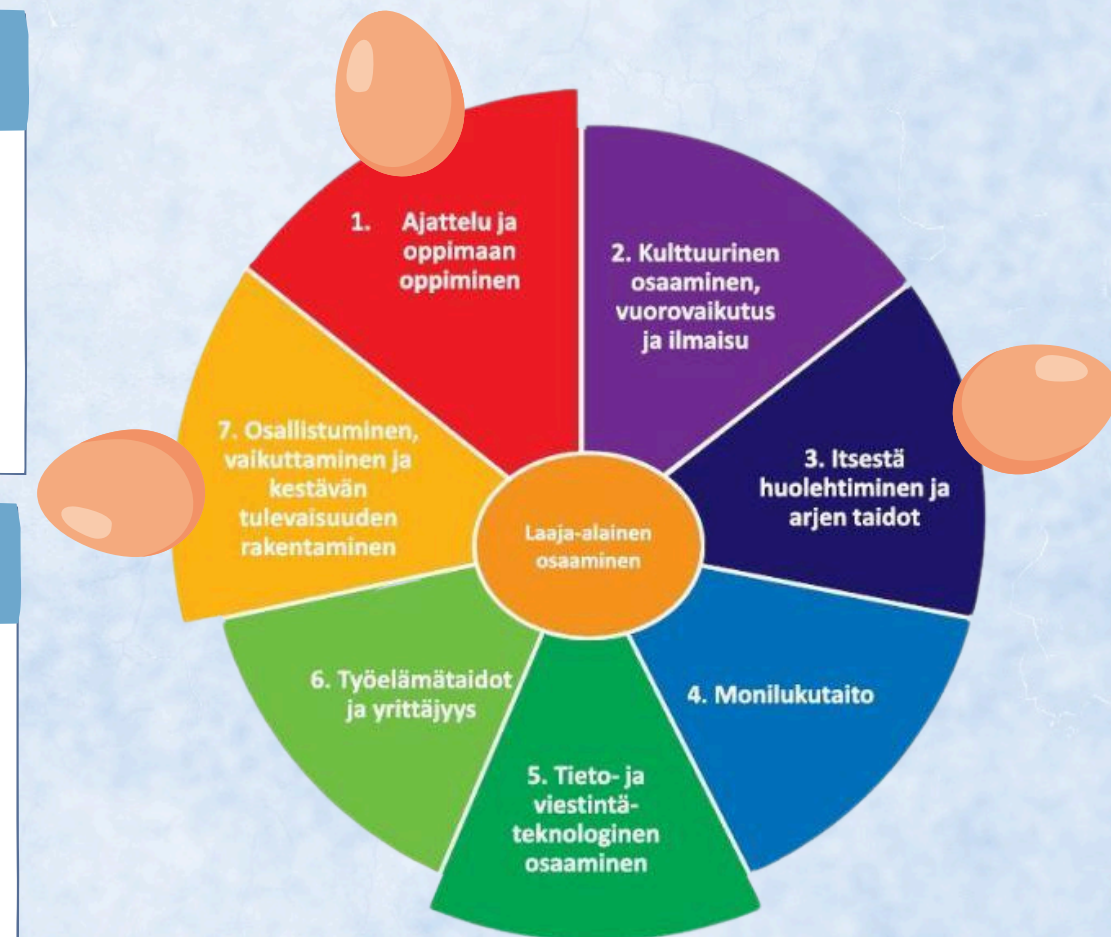 1. Ajattelu ja
oppimaan
oppiminen
2. Kulttuurinen
osaaminen,
vuorovaikutus
ja ilmaisu
3. Itsestä
huolehtiminen ja
arjen taidot
4. Monilukutaito
5. Tieto- ja
viestintä-
teknologinen
osaaminen
6. Työelämätaidot
ja yrittäjyys
7. Osallistuminen,
vaikuttaminen ja
kestävän
tulevaisuuden
rakentaminen
Laaja-alainen
osaaminen